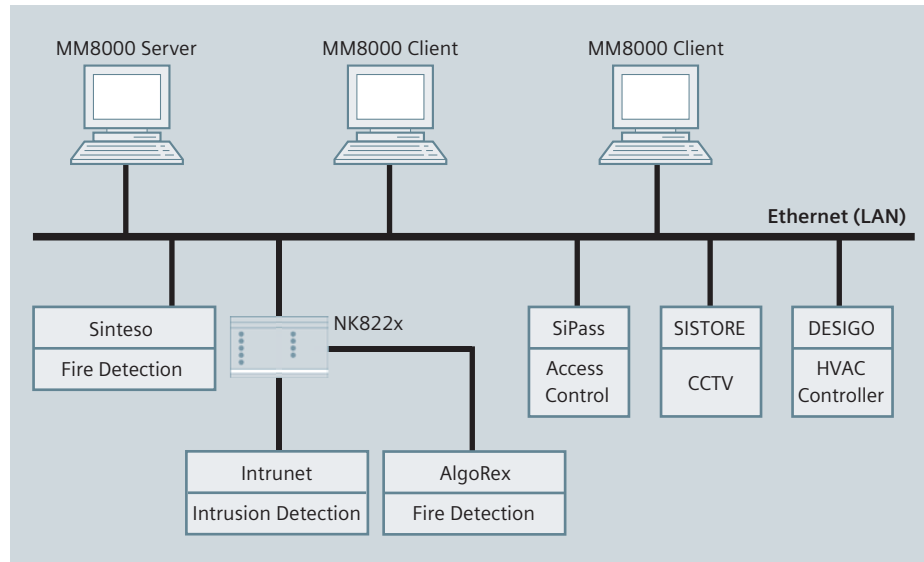 MM8000 Server
MM8000 Client
MM8000 Client
Ethernet (LAN)
Sinteso
Fire Detection
NK822x
SiPass
Access
Control
SISTORE
CCTV
DESIGO
HVAC
Controller
Intrunet
Intrusion Detection
AlgoRex
Fire Detection